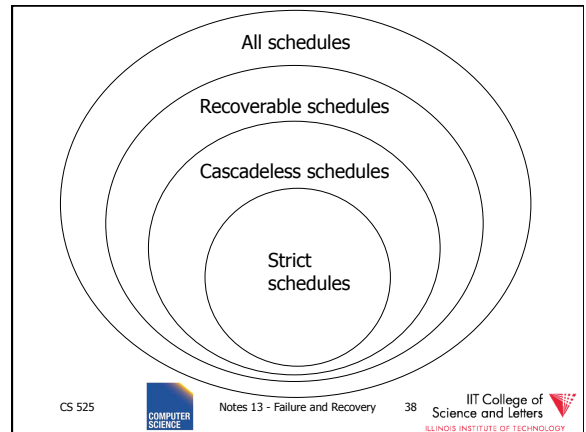 All schedules
Recoverable schedules
Cascadeless schedules
Strict
schedules
CS 525
COMPUTER
SCIENCE
Notes 13 - Failure and Recovery
38
IIT College of
Science and Letters
ILLINOIS INSTITUTE OF TECHNOLOGY